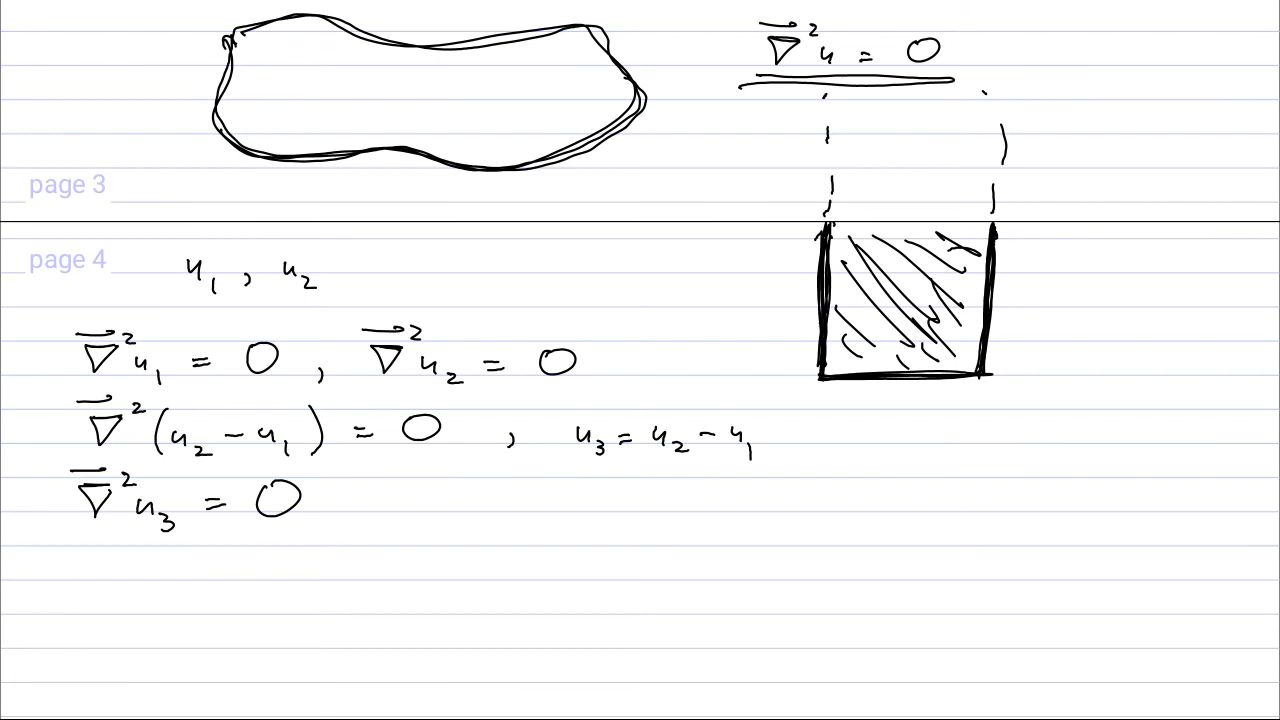 ∇⃗²u = 0
page 3
page 4
u₁ , u₂
∇⃗²u₁ = 0 , ∇⃗²u₂ = 0
∇⃗²(u₂ - u₁) = 0 , u₃ = u₂ - u₁
∇⃗²u₃ = 0